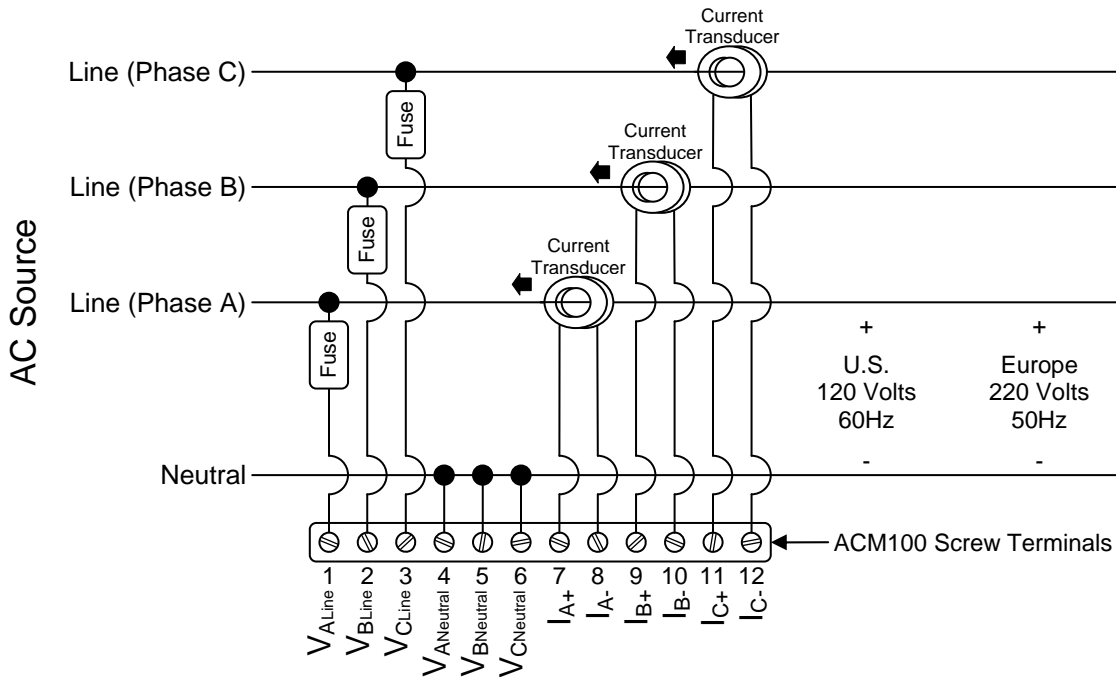 Current
Transducer
Line (Phase C)
Fuse
Current
Transducer
Line (Phase B)
Fuse
Current
Transducer
Line (Phase A)
Fuse
AC Source
+
U.S.
120 Volts
60Hz
-
+
Europe
220 Volts
50Hz
-
Neutral
ACM100 Screw Terminals
1 2 3 4 5 6 7 8 9 10 11 12
VALine
VBLine
VCLine
VANeutral
VBNeutral
VCNeutral
IA+
IA-
IB+
IB-
IC+
IC-